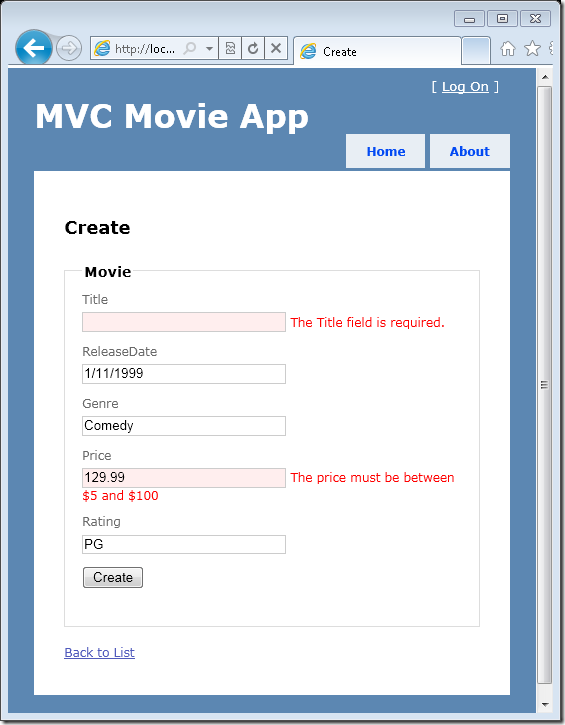 http://loc...
Create
[ Log On ]
MVC Movie App
Home
About
Create
Movie
Title
The Title field is required.
ReleaseDate
1/11/1999
Genre
Comedy
Price
129.99 The price must be between
$5 and $100
Rating
PG
Create
Back to List